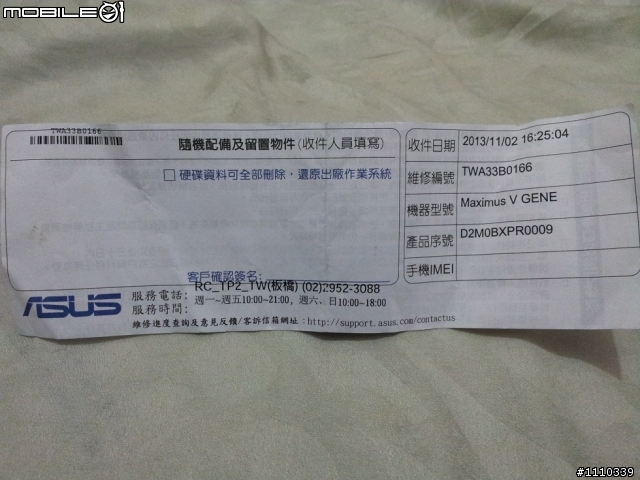 MOBILE01
TWA33B0166
隨機配備及留置物件(收件人員填寫)
□ 硬碟資料可全部刪除，還原出廠作業系統
客戶確認簽名:
收件日期 2013/11/02 16:25:04
維修編號 TWA33B0166
機器型號 Maximus V GENE
產品序號 D2M0BXPR0009
手機IMEI
ASUS
服務電話: RC_TP2_TW(板橋) (02)2952-3088
服務時間: 週一~週五10:00~21:00, 週六、日10:00~18:00
維修進度查詢及意見反饋/客訴信箱網址:http://support.asus.com/contactus
#1110339